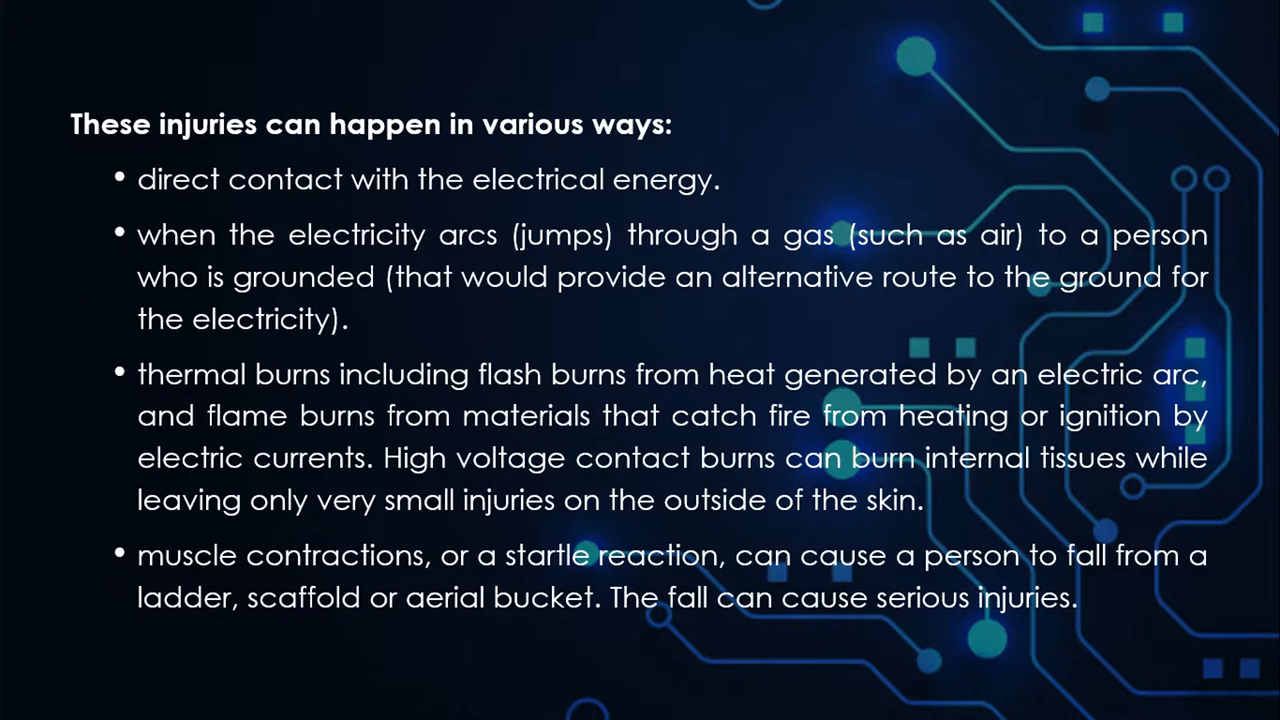 These injuries can happen in various ways:
• direct contact with the electrical energy.
• when the electricity arcs (jumps) through a gas (such as air) to a person
who is grounded (that would provide an alternative route to the ground for
the electricity).
• thermal burns including flash burns from heat generated by an electric arc,
and flame burns from materials that catch fire from heating or ignition by
electric currents. High voltage contact burns can burn internal tissues while
leaving only very small injuries on the outside of the skin.
• muscle contractions, or a startle reaction, can cause a person to fall from a
ladder, scaffold or aerial bucket. The fall can cause serious injuries.